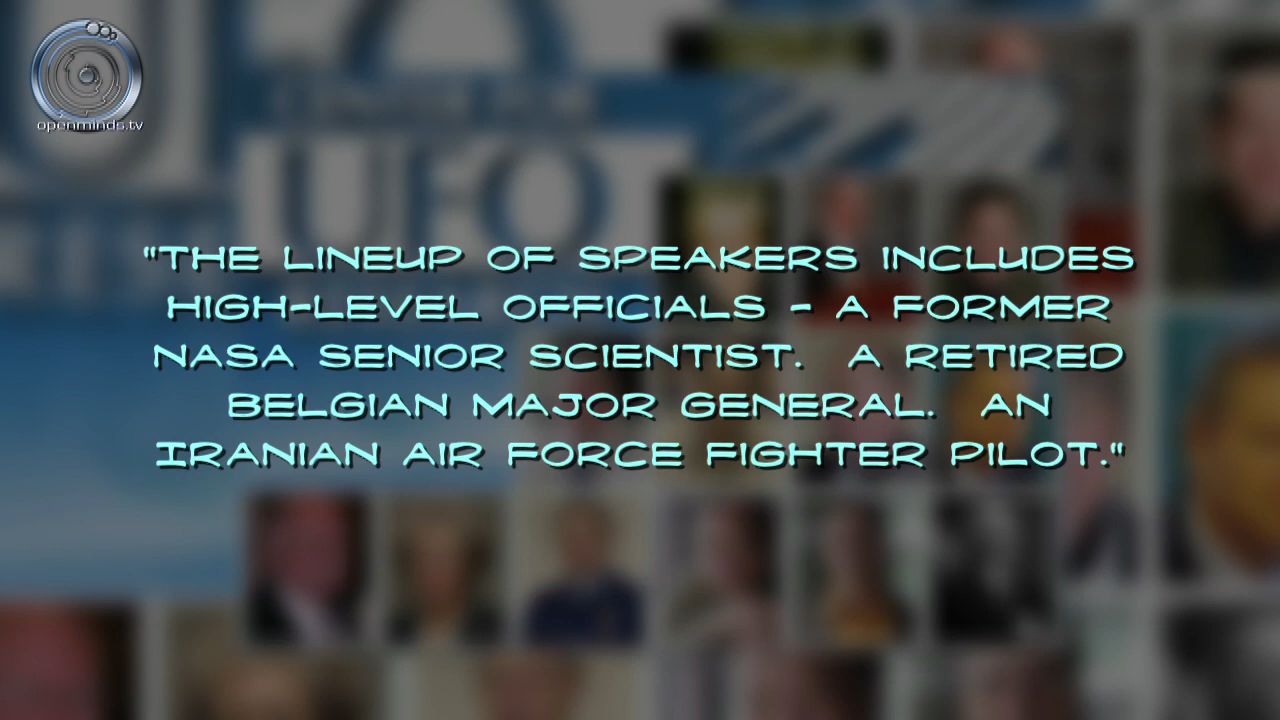 openminds.tv
UFO
"THE LINEUP OF SPEAKERS INCLUDES
HIGH-LEVEL OFFICIALS - A FORMER
NASA SENIOR SCIENTIST. A RETIRED
BELGIAN MAJOR GENERAL. AN
IRANIAN AIR FORCE FIGHTER PILOT."